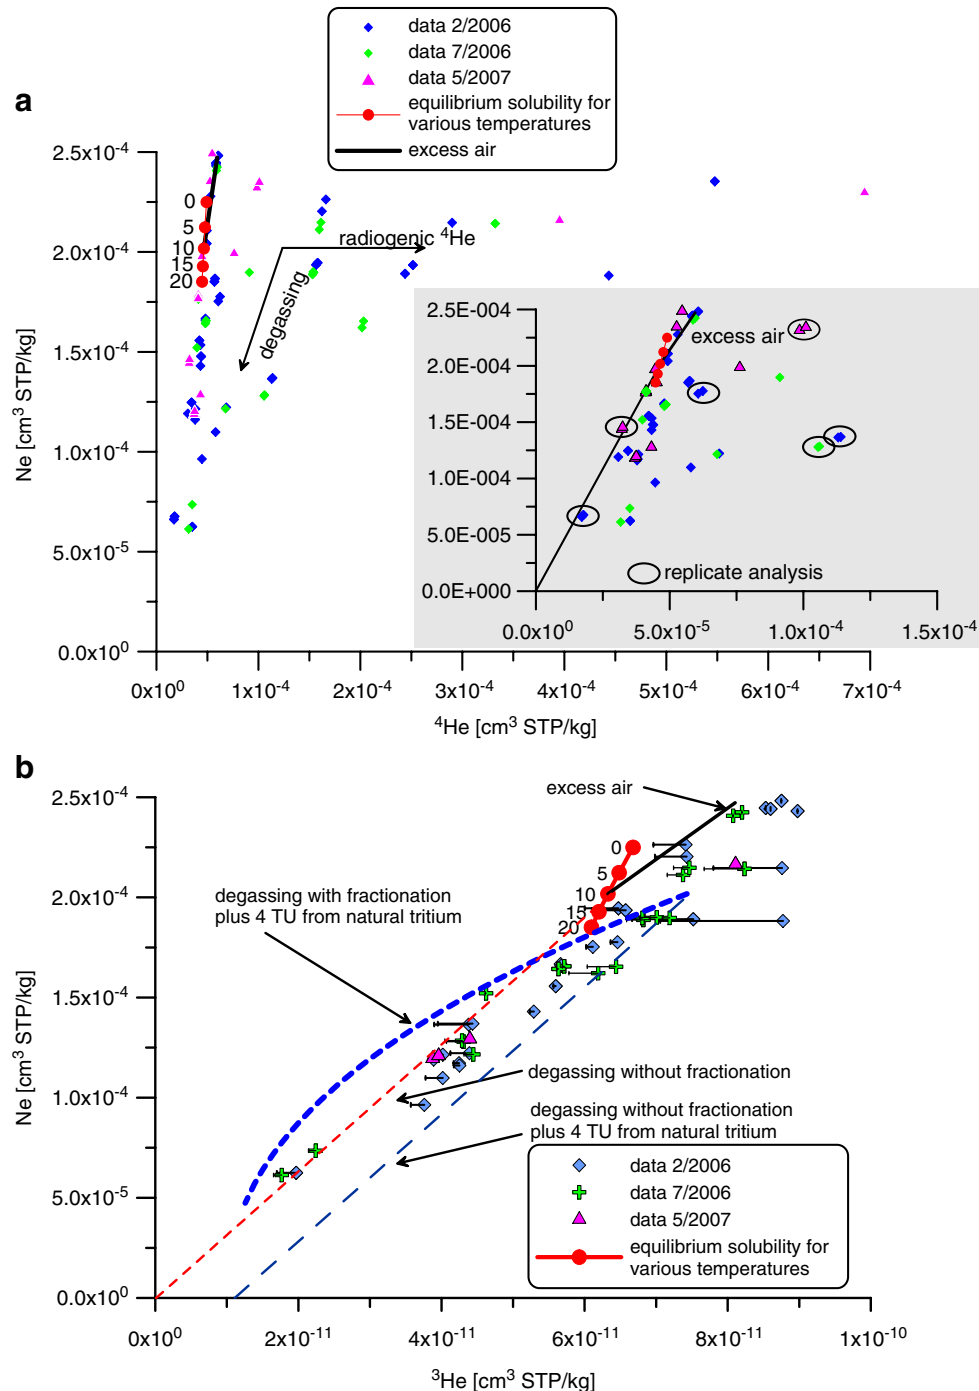 data 2/2006
data 7/2006
data 5/2007
equilibrium solubility for
various temperatures
excess air
a
Ne [cm³ STP/kg]
2.5x10⁻⁴
2.0x10⁻⁴
1.5x10⁻⁴
1.0x10⁻⁴
5.0x10⁻⁵
0.0x10⁰
0
5
10
15
20
radiogenic ⁴He
degassing
2.5E-004
2.0E-004
1.5E-004
1.0E-004
5.0E-005
0.0E+000
excess air
replicate analysis
0.0x10⁰ 5.0x10⁻⁵ 1.0x10⁻⁴ 1.5x10⁻⁴
0x10⁰ 1x10⁻⁴ 2x10⁻⁴ 3x10⁻⁴ 4x10⁻⁴ 5x10⁻⁴ 6x10⁻⁴ 7x10⁻⁴
⁴He [cm³ STP/kg]
b
Ne [cm³ STP/kg]
2.5x10⁻⁴
2.0x10⁻⁴
1.5x10⁻⁴
1.0x10⁻⁴
5.0x10⁻⁵
0.0x10⁰
excess air
0
5
10
15
20
degassing with fractionation
plus 4 TU from natural tritium
degassing without fractionation
degassing without fractionation
plus 4 TU from natural tritium
data 2/2006
data 7/2006
data 5/2007
equilibrium solubility for
various temperatures
0x10⁰ 2x10⁻¹¹ 4x10⁻¹¹ 6x10⁻¹¹ 8x10⁻¹¹ 1x10⁻¹⁰
³He [cm³ STP/kg]